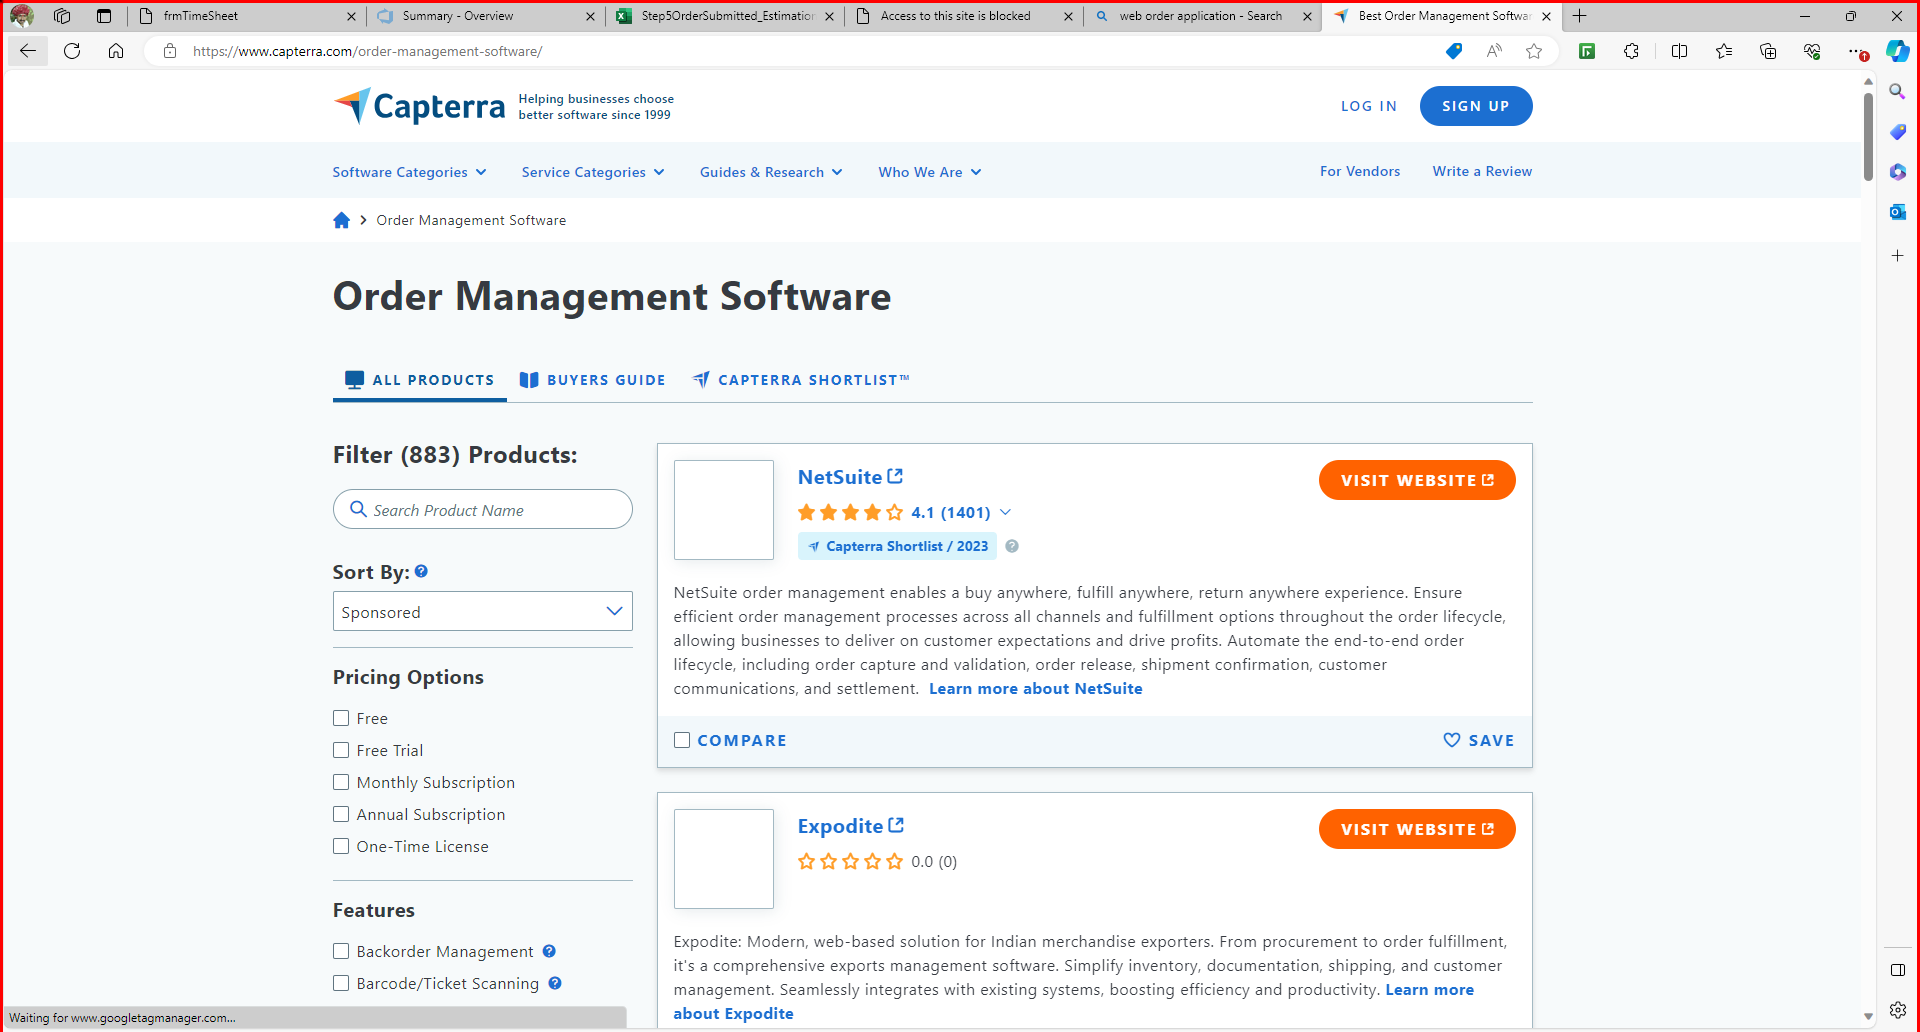 frmTimeSheet
Summary - Overview
Step5OrderSubmitted_Estimation
Access to this site is blocked
web order application - Search
Best Order Management Softwar
https://www.capterra.com/order-management-software/
Capterra
Helping businesses choose
better software since 1999
LOG IN
SIGN UP
Software Categories
Service Categories
Guides & Research
Who We Are
For Vendors
Write a Review
Order Management Software
Order Management Software
ALL PRODUCTS
BUYERS GUIDE
CAPTERRA SHORTLIST™
Filter (883) Products:
Search Product Name
Sort By:
Sponsored
Pricing Options
Free
Free Trial
Monthly Subscription
Annual Subscription
One-Time License
Features
Backorder Management
Barcode/Ticket Scanning
NetSuite
VISIT WEBSITE
4.1 (1401)
Capterra Shortlist / 2023
NetSuite order management enables a buy anywhere, fulfill anywhere, return anywhere experience. Ensure
efficient order management processes across all channels and fulfillment options throughout the order lifecycle,
allowing businesses to deliver on customer expectations and drive profits. Automate the end-to-end order
lifecycle, including order capture and validation, order release, shipment confirmation, customer
communications, and settlement. Learn more about NetSuite
COMPARE
SAVE
Expodite
VISIT WEBSITE
0.0 (0)
Expodite: Modern, web-based solution for Indian merchandise exporters. From procurement to order fulfillment,
it's a comprehensive exports management software. Simplify inventory, documentation, shipping, and customer
management. Seamlessly integrates with existing systems, boosting efficiency and productivity. Learn more
about Expodite
Waiting for www.googletagmanager.com...